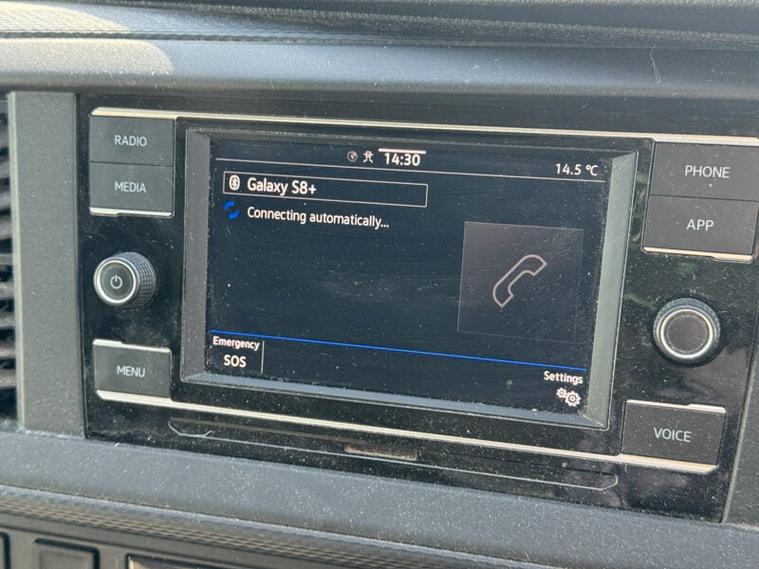 RADIO
MEDIA
MENU
14:30
14.5 °C
Galaxy S8+
Connecting automatically...
Emergency
SOS
Settings
PHONE
APP
VOICE